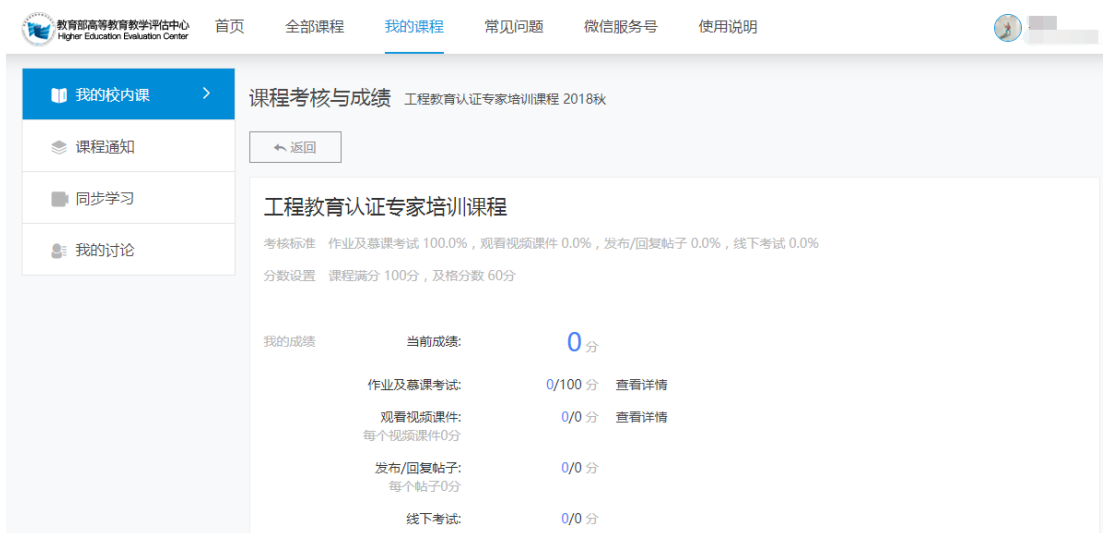 教育部高等教育教学评估中心
Higher Education Evaluation Center
首页 全部课程 我的课程 常见问题 微信服务号 使用说明
我的校内课
课程通知
同步学习
我的讨论
课程考核与成绩 工程教育认证专家培训课程 2018秋
返回
工程教育认证专家培训课程
考核标准 作业及慕课考试 100.0%，观看视频课件 0.0%，发布/回复帖子 0.0%，线下考试 0.0%
分数设置 课程满分 100分，及格分数 60分
我的成绩 当前成绩: 0 分
作业及慕课考试: 0/100 分 查看详情
观看视频课件: 0/0 分 查看详情
每个视频课件0分
发布/回复帖子: 0/0 分
每个帖子0分
线下考试: 0/0 分